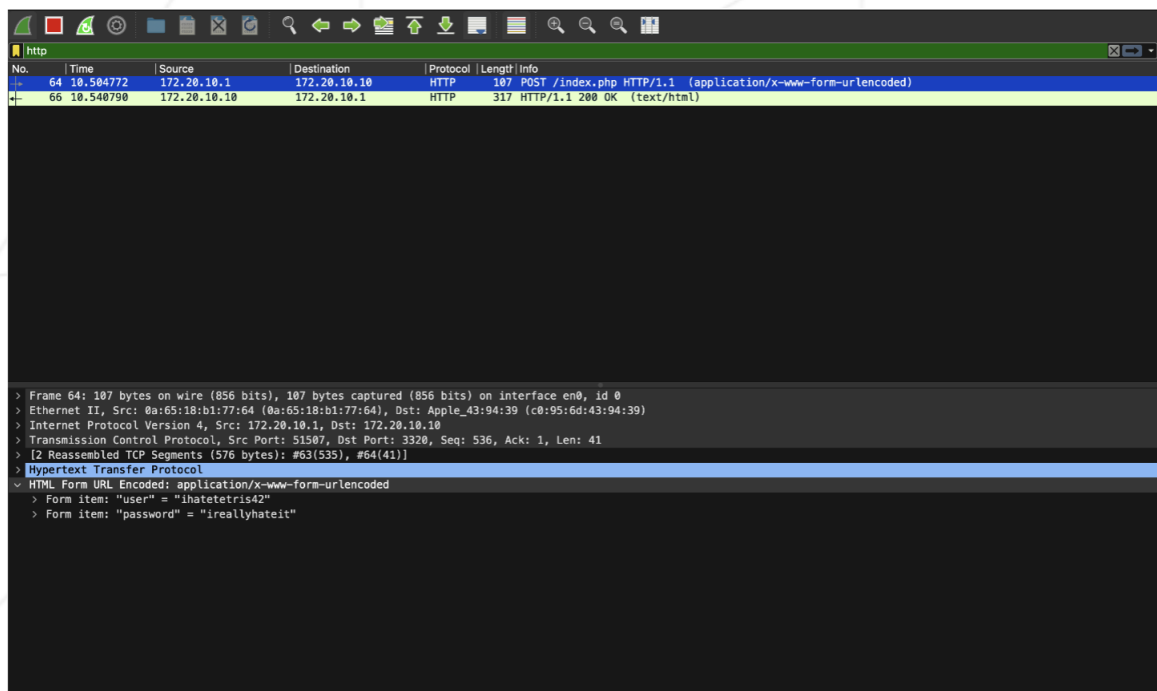 http
No. Time Source Destination Protocol Length Info
64 10.504772 172.20.10.1 172.20.10.10 HTTP 107 POST /index.php HTTP/1.1 (application/x-www-form-urlencoded)
66 10.540790 172.20.10.10 172.20.10.1 HTTP 317 HTTP/1.1 200 OK (text/html)
> Frame 64: 107 bytes on wire (856 bits), 107 bytes captured (856 bits) on interface en0, id 0
> Ethernet II, Src: 0a:65:18:b1:77:64 (0a:65:18:b1:77:64), Dst: Apple_43:94:39 (c0:95:6d:43:94:39)
> Internet Protocol Version 4, Src: 172.20.10.1, Dst: 172.20.10.10
> Transmission Control Protocol, Src Port: 51507, Dst Port: 3320, Seq: 536, Ack: 1, Len: 41
> [2 Reassembled TCP Segments (576 bytes): #63(535), #64(41)]
> Hypertext Transfer Protocol
HTML Form URL Encoded: application/x-www-form-urlencoded
> Form item: "user" = "ihatetetris42"
> Form item: "password" = "ireallyhateit"